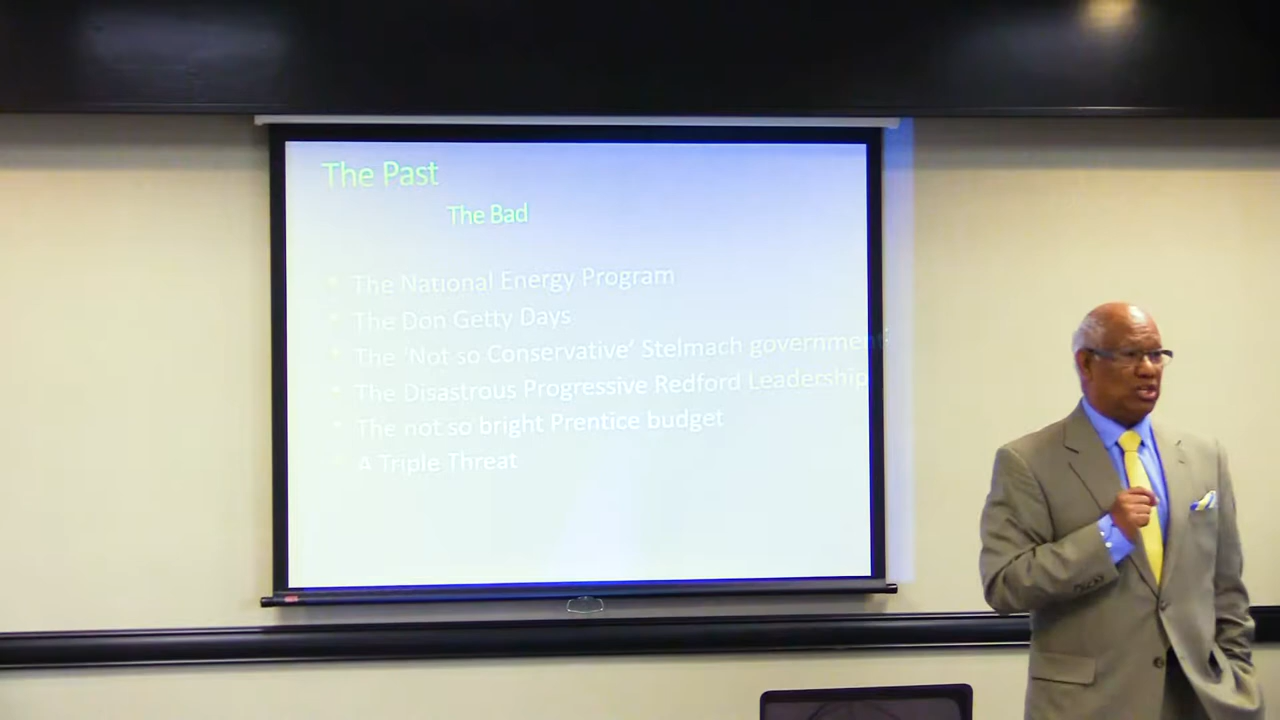 The Past
The Bad
• The National Energy Program
• The Don Getty Days
• The 'Not so Conservative' Stelmach government
• The Disastrous Progressive Redford Leadership
• The not so bright Prentice budget
• A Triple Threat